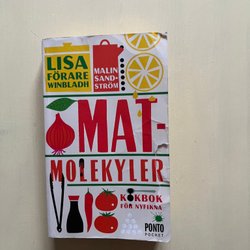 LISA
FÖRARE
WINBLADH
MALIN
SAND-
STRÖM
MAT-
MOLEKYLER
KOKBOK
FÖR NYFIKNA
PONTO
POCKET